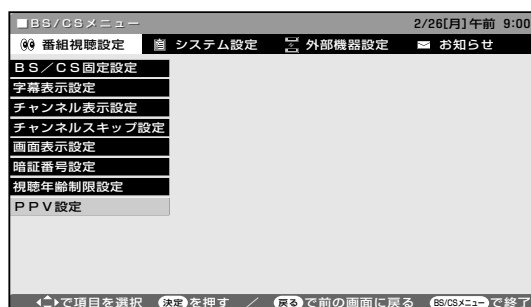 ■BS/CSメニュー 2/26[月]午前 9:00
番組視聴設定 システム設定 外部機器設定 お知らせ
BS／CS固定設定
字幕表示設定
チャンネル表示設定
チャンネルスキップ設定
画面表示設定
暗証番号設定
視聴年齢制限設定
PPV設定
で項目を選択 決定を押す ／ 戻るで前の画面に戻る BS/CSメニューで終了